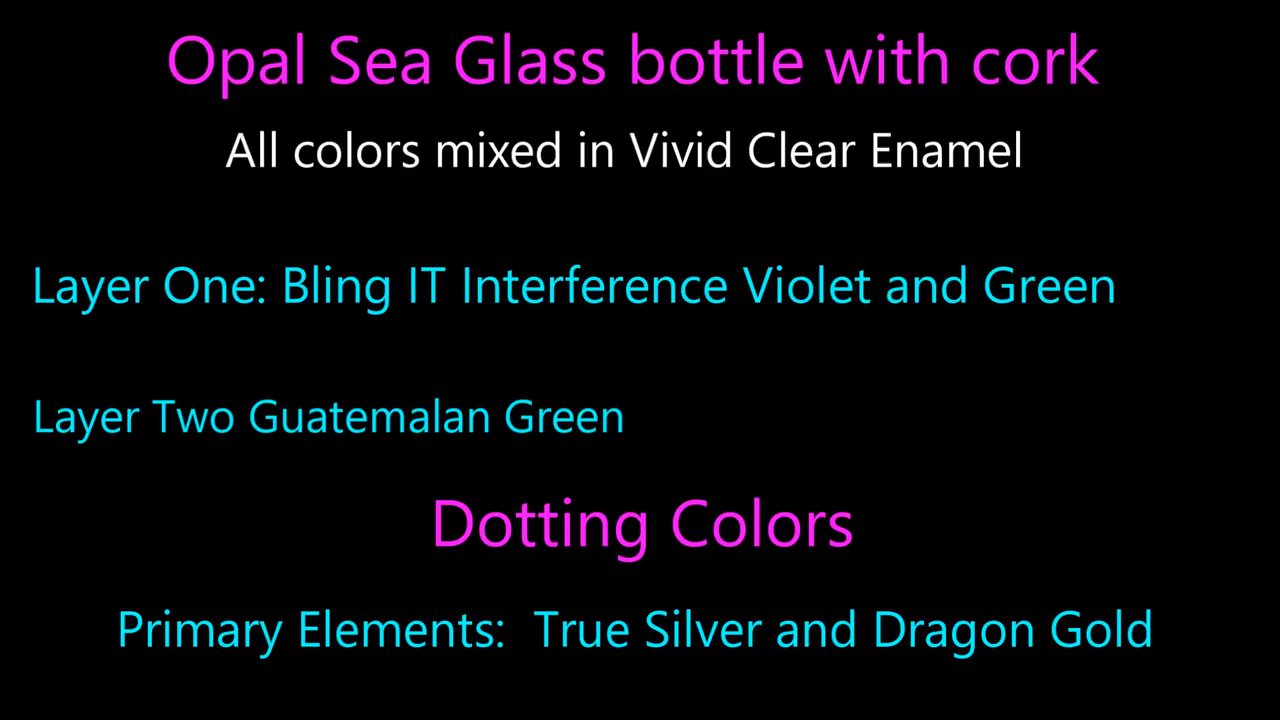 Opal Sea Glass bottle with cork
All colors mixed in Vivid Clear Enamel
Layer One: Bling IT Interference Violet and Green
Layer Two Guatemalan Green
Dotting Colors
Primary Elements:  True Silver and Dragon Gold